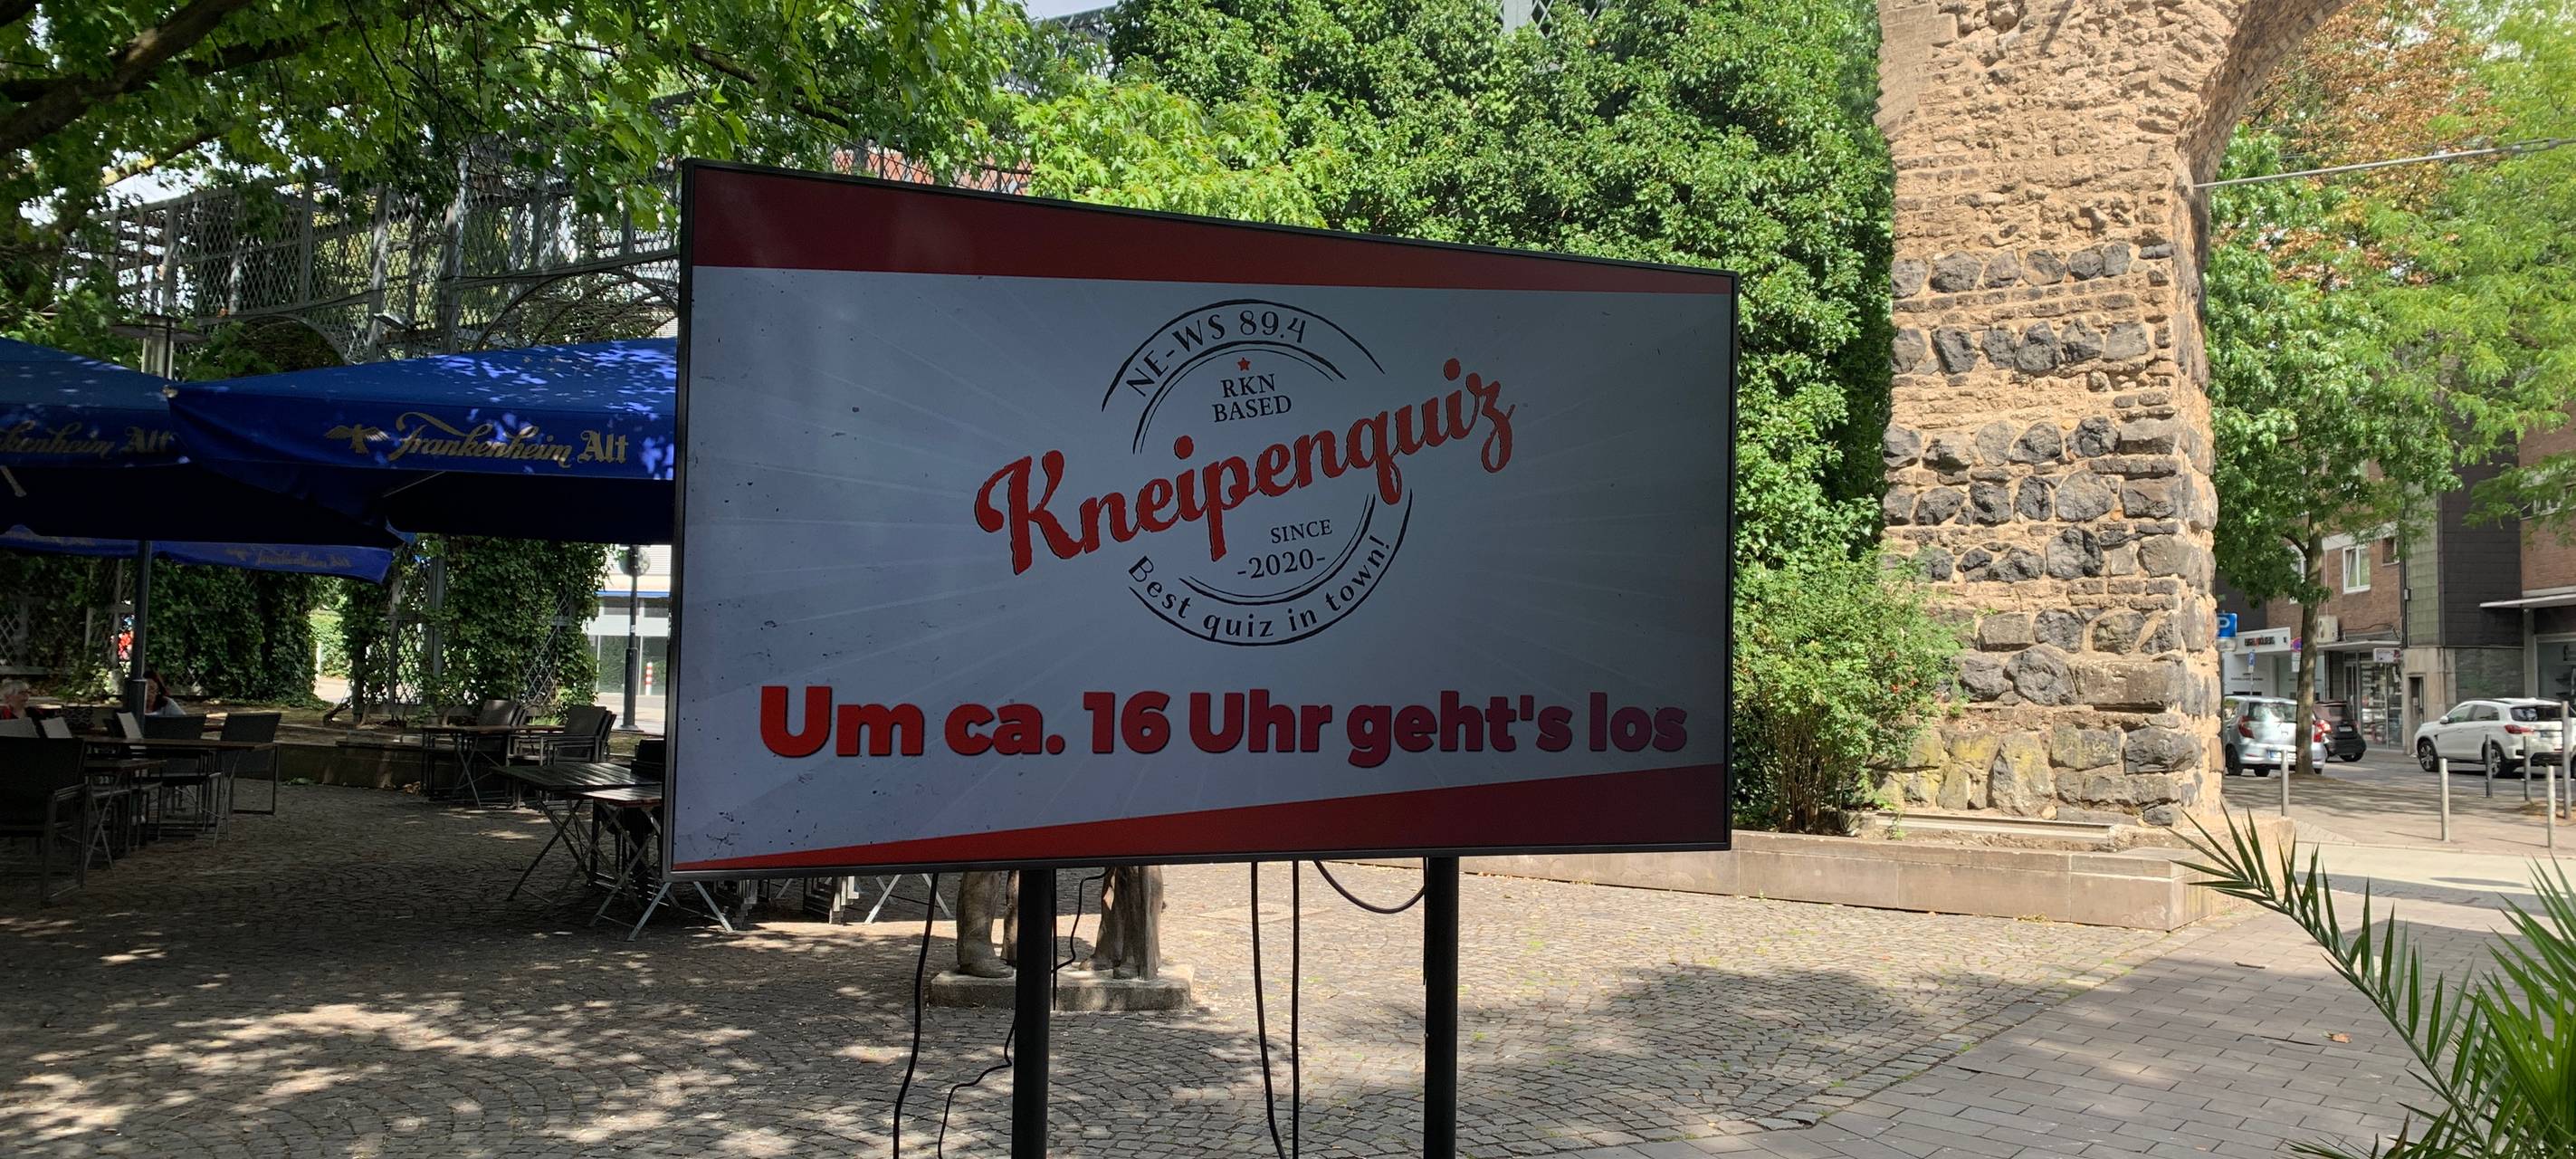 NE-WS 89.4
RKN
BASED
Kneipenquiz
SINCE
-2020-
Best quiz in town!
Um ca. 16 Uhr geht's los
kenheim Alt
Frankenheim Alt
P